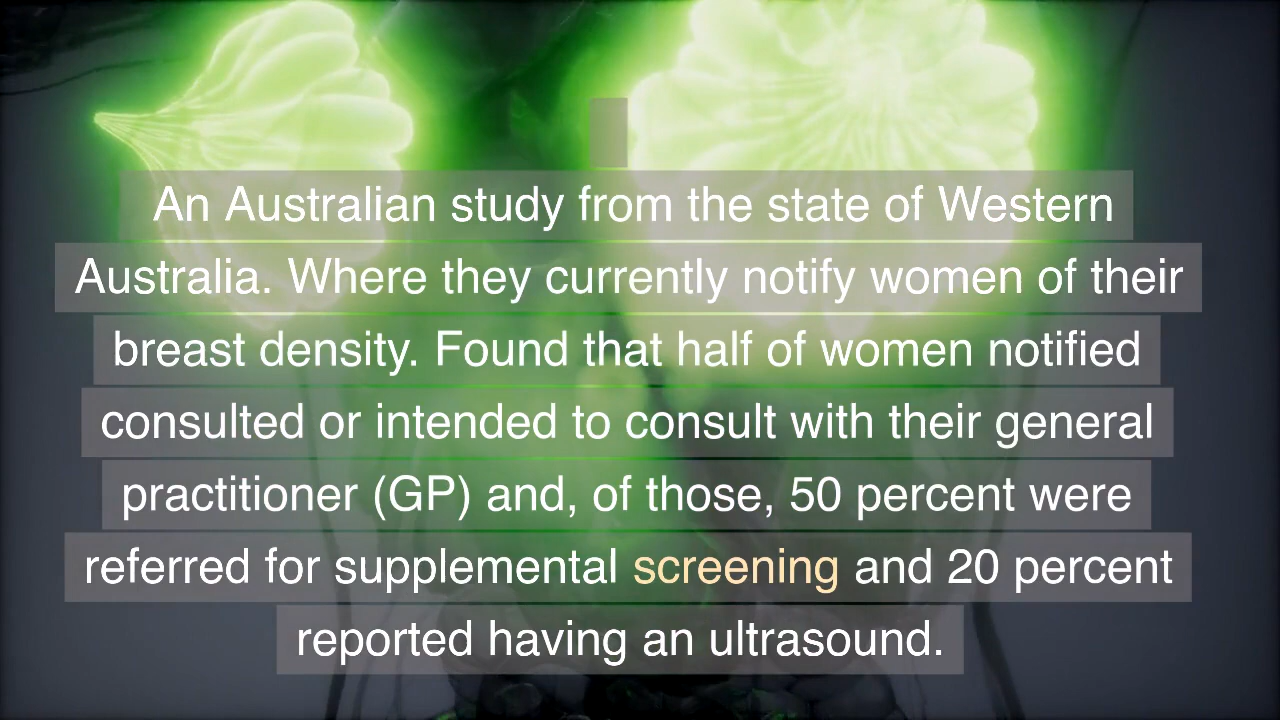 An Australian study from the state of Western
Australia. Where they currently notify women of their
breast density. Found that half of women notified
consulted or intended to consult with their general
practitioner (GP) and, of those, 50 percent were
referred for supplemental screening and 20 percent
reported having an ultrasound.